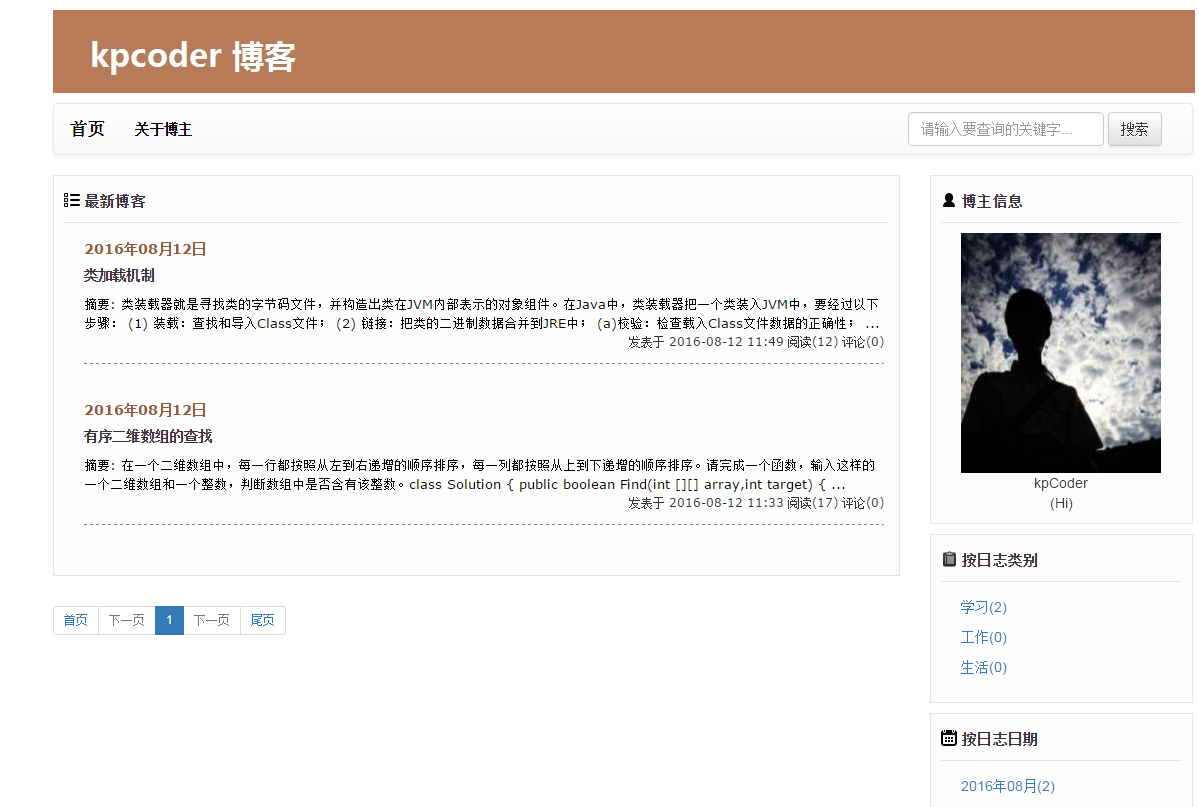 kpcoder 博客
首页 关于博主 请输入要查询的关键字... 搜索
最新博客
2016年08月12日
类加载机制
摘要: 类装载器就是寻找类的字节码文件，并构造出类在JVM内部表示的对象组件。在Java中，类装载器把一个类装入JVM中，要经过以下
步骤： (1) 装载：查找和导入Class文件； (2) 链接：把类的二进制数据合并到JRE中； (a)校验：检查载入Class文件数据的正确性； ...
发表于 2016-08-12 11:49 阅读(12) 评论(0)
2016年08月12日
有序二维数组的查找
摘要: 在一个二维数组中，每一行都按照从左到右递增的顺序排序，每一列都按照从上到下递增的顺序排序。请完成一个函数，输入这样的
一个二维数组和一个整数，判断数组中是否含有该整数。class Solution { public boolean Find(int [][] array,int target) { ...
发表于 2016-08-12 11:33 阅读(17) 评论(0)
首页 下一页 1 下一页 尾页
博主信息
kpCoder
(Hi)
按日志类别
学习(2)
工作(0)
生活(0)
按日志日期
2016年08月(2)